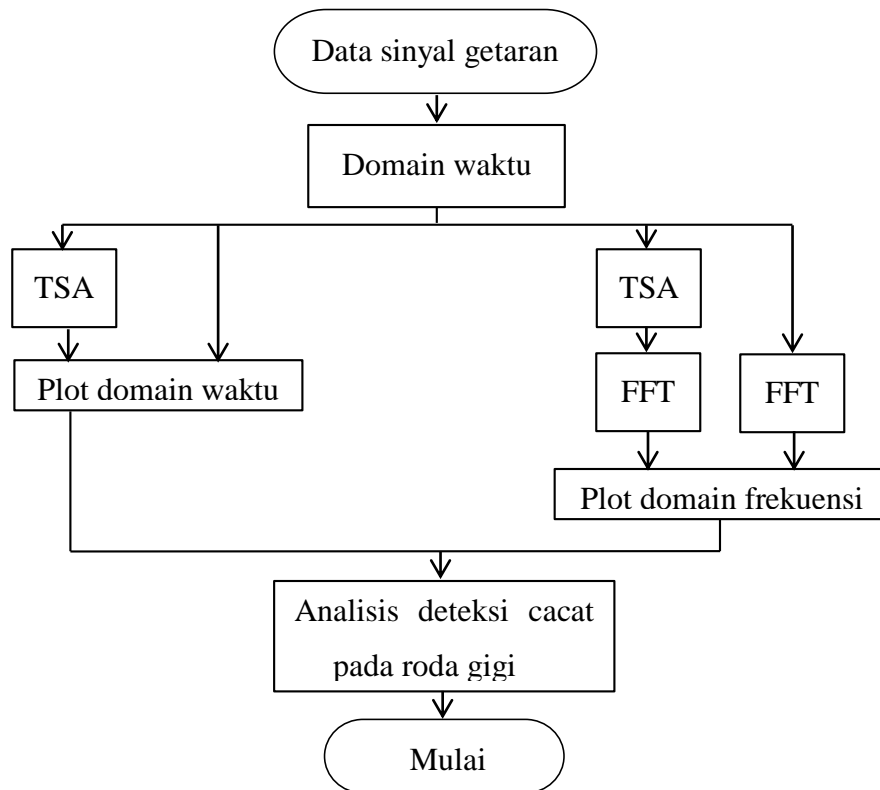 Data sinyal getaran
Domain waktu
TSA
TSA
Plot domain waktu
FFT
FFT
Plot domain frekuensi
Analisis deteksi cacat
pada roda gigi
Mulai